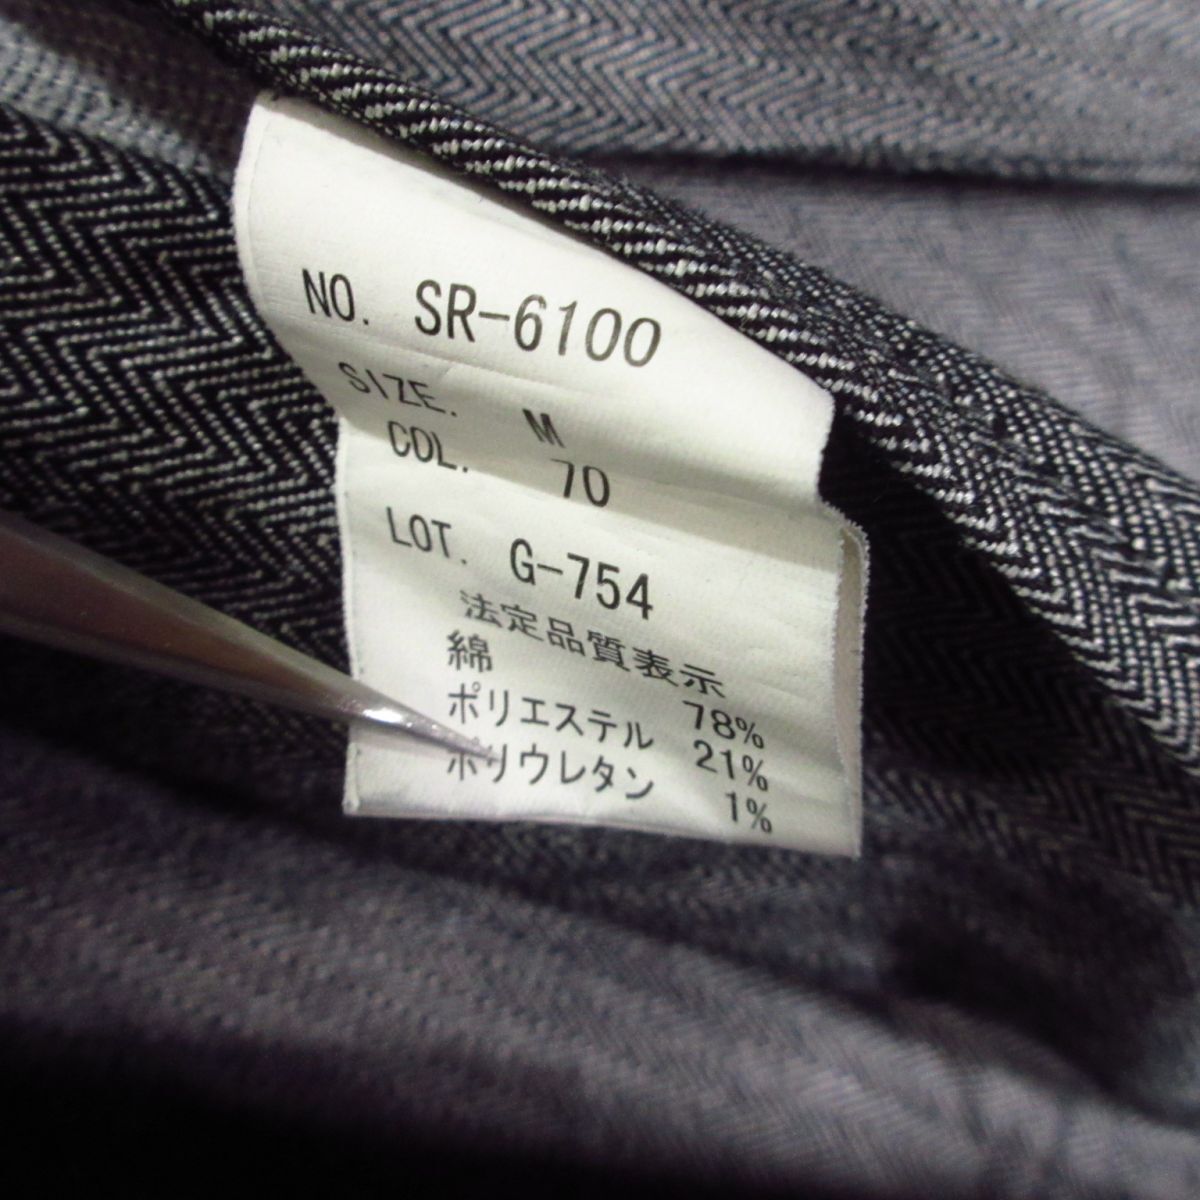 NO. SR-6100
SIZE. M
COL. 70
LOT. G-754
法定品質表示
綿 78%
ポリエステル 21%
ポリウレタン 1%